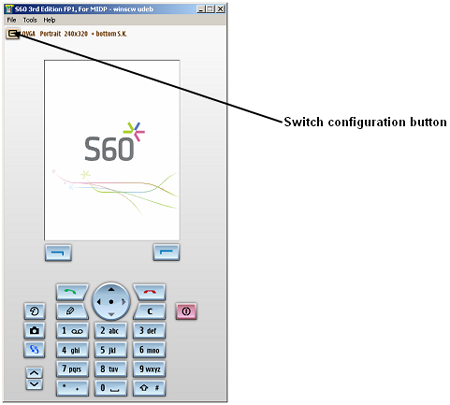 S60 3rd Edition FP1, For MIDP - winscw udeb
File Tools Help
QVGA Portrait 240x320 + bottom S.K.
Switch configuration button
S60
C
1 2 abc 3 def
4 ghi 5 jkl 6 mno
7 pqrs 8 tuv 9 wxyz
* + 0 #